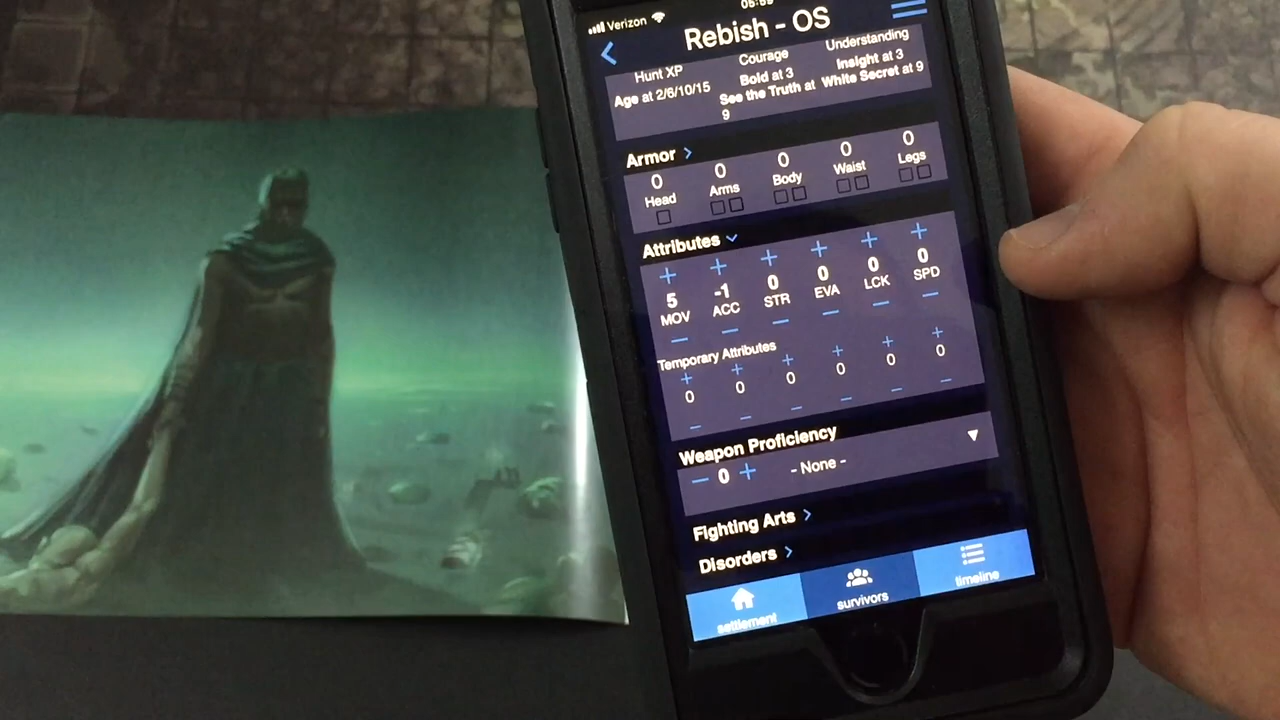 Verizon 05:59
Rebish - OS
Hunt XP Courage Understanding
Age at 2/6/10/15 Bold at 3 Insight at 3
See the Truth at White Secret at 9
9
Armor >
0 0 0 0 0
Head Arms Body Waist Legs
Attributes
+ + + + + +
5 -1 0 0 0 0
MOV ACC STR EVA LCK SPD
— — — — — —
Temporary Attributes
+ + + + + +
0 0 0 0 0 0
— — — — — —
Weapon Proficiency
— 0 + - None - ▼
Fighting Arts >
Disorders >
settlement survivors timeline